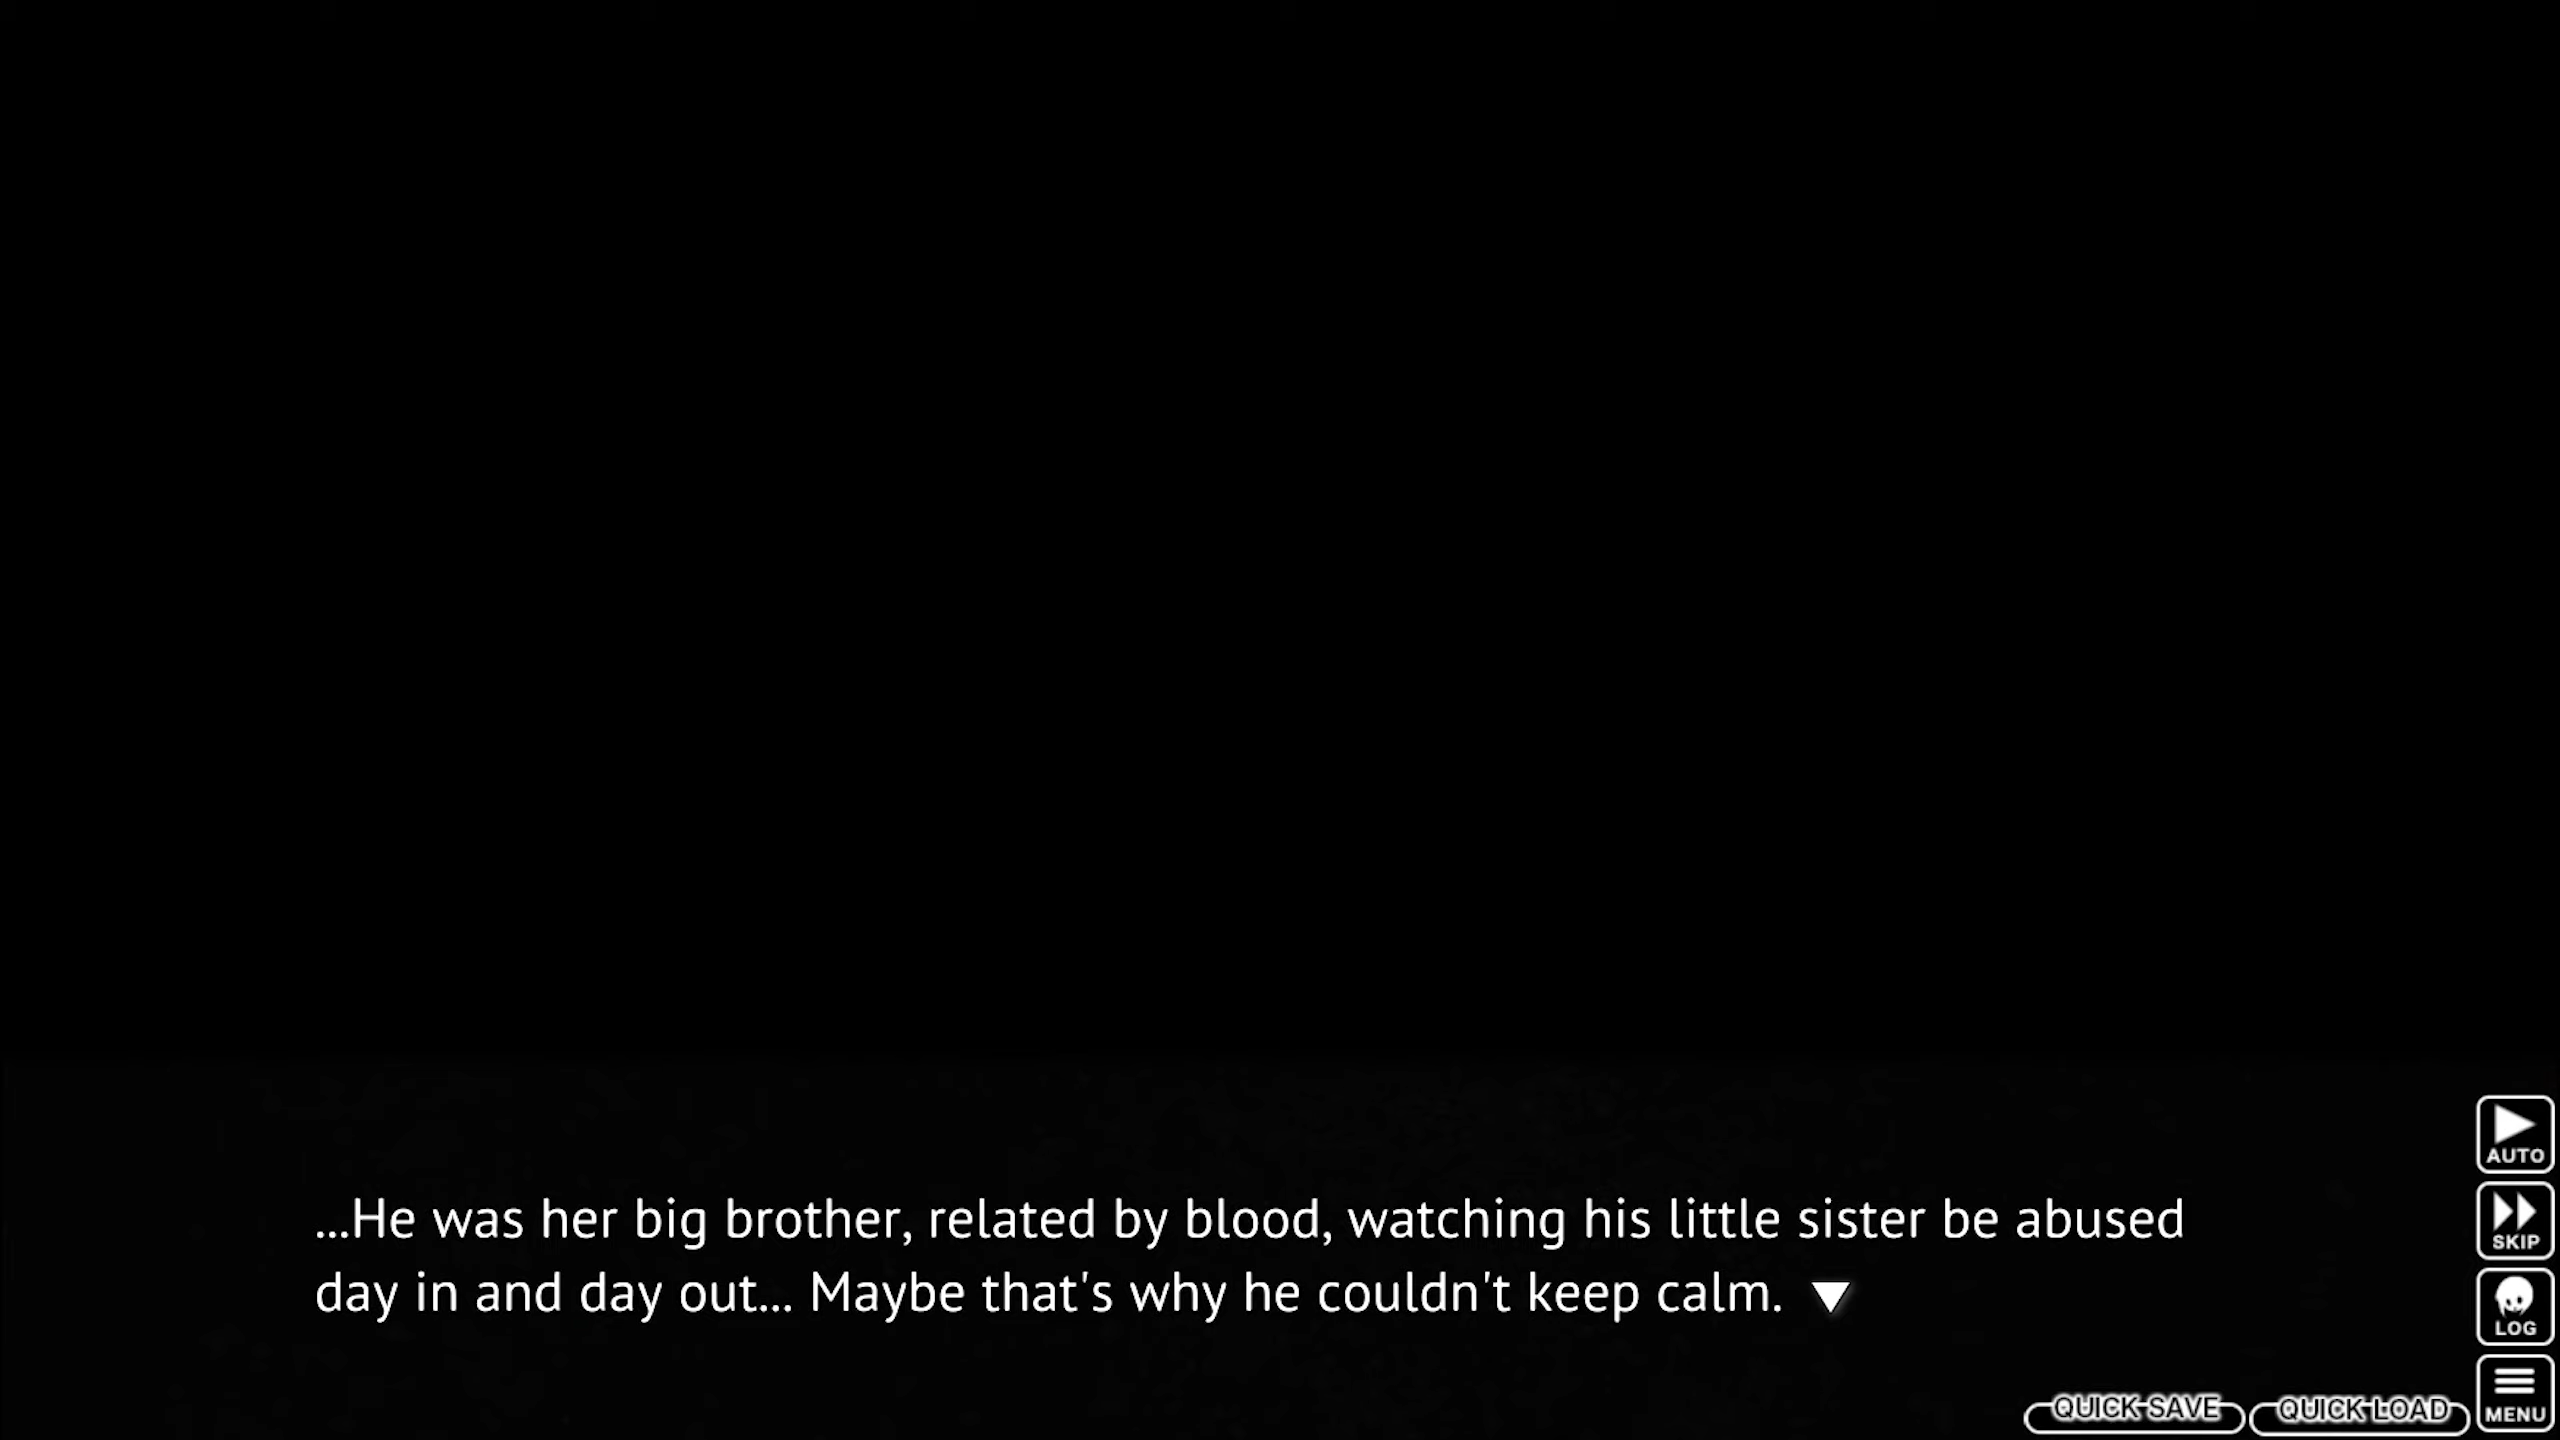 ...He was her big brother, related by blood, watching his little sister be abused
day in and day out... Maybe that's why he couldn't keep calm.
AUTO
SKIP
LOG
MENU
QUICK SAVE QUICK LOAD